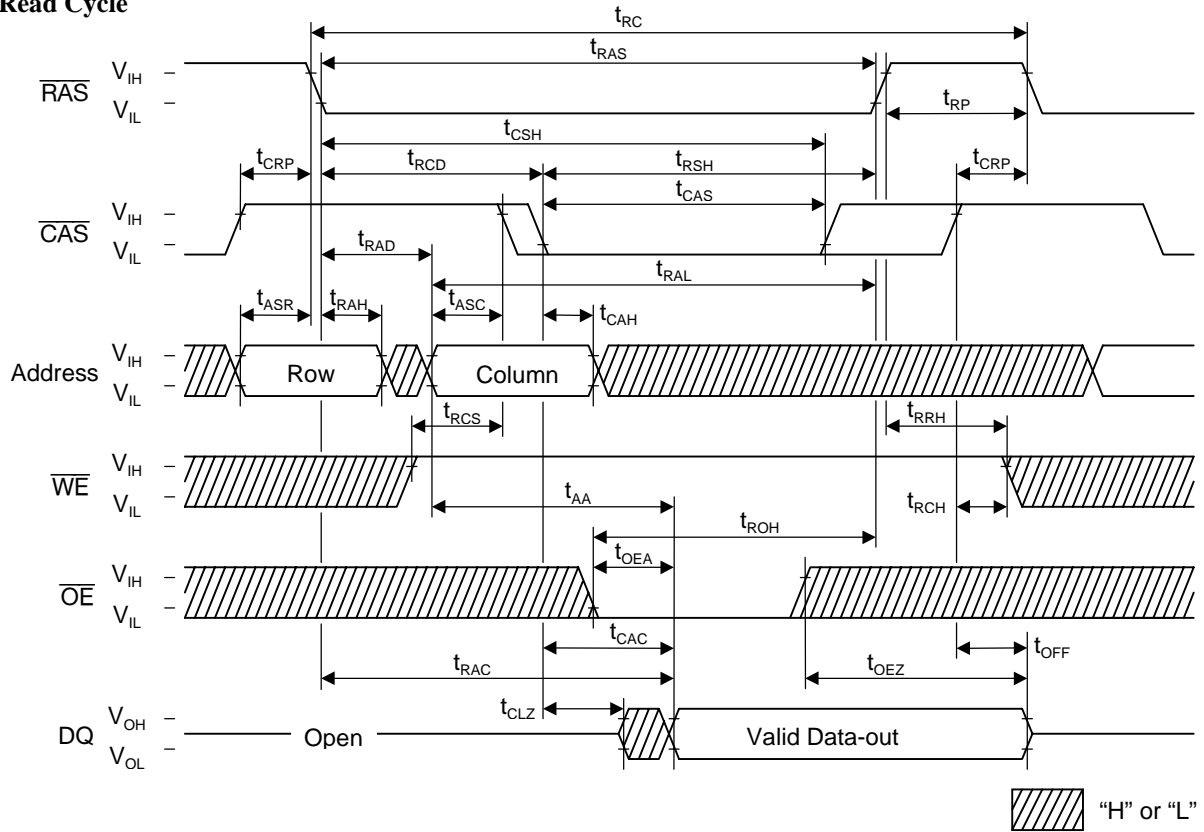 Read Cycle
tRC
tRAS
RAS
VIH
VIL
tRP
tCSH
tCRP
tRCD
tRSH
tCRP
tCAS
CAS
VIH
VIL
tRAD
tRAL
tASR
tRAH
tASC
tCAH
Address
VIH
VIL
Row
Column
tRCS
tRRH
WE
VIH
VIL
tAA
tRCH
tROH
tOEA
OE
VIH
VIL
tCAC
tOFF
tRAC
tOEZ
tCLZ
DQ
VOH
VOL
Open
Valid Data-out
“H” or “L”